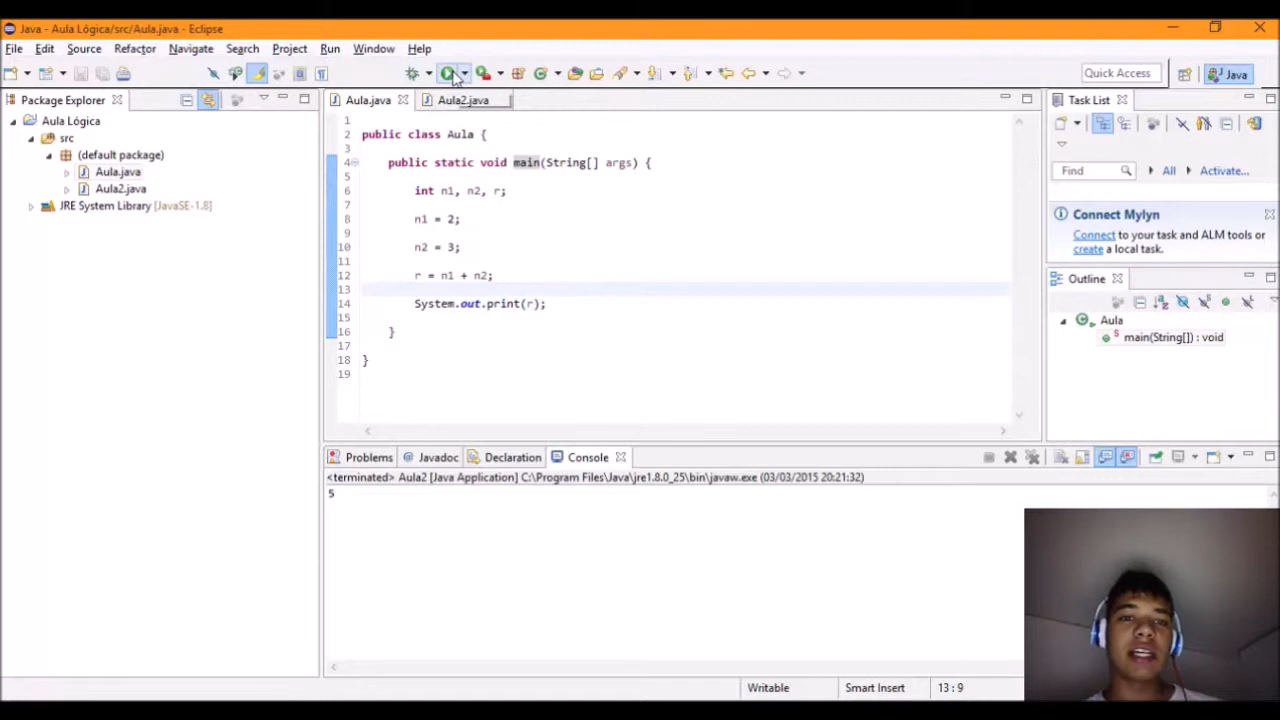 Java - Aula Lógica/src/Aula.java - Eclipse
File Edit Source Refactor Navigate Search Project Run Window Help
Quick Access
Java
Package Explorer
Aula Lógica
src
(default package)
Aula.java
Aula2.java
JRE System Library [JavaSE-1.8]
Aula.java Aula2.java
1
2 public class Aula {
3
4 public static void main(String[] args) {
5
6 int n1, n2, r;
7
8 n1 = 2;
9
10 n2 = 3;
11
12 r = n1 + n2;
13
14 System.out.print(r);
15
16 }
17
18 }
19
Task List
Find All Activate...
Connect Mylyn
Connect to your task and ALM tools or
create a local task.
Outline
Aula
main(String[]) : void
Problems Javadoc Declaration Console
<terminated> Aula2 [Java Application] C:\Program Files\Java\jre1.8.0_25\bin\javaw.exe (03/03/2015 20:21:32)
5
Writable Smart Insert 13 : 9